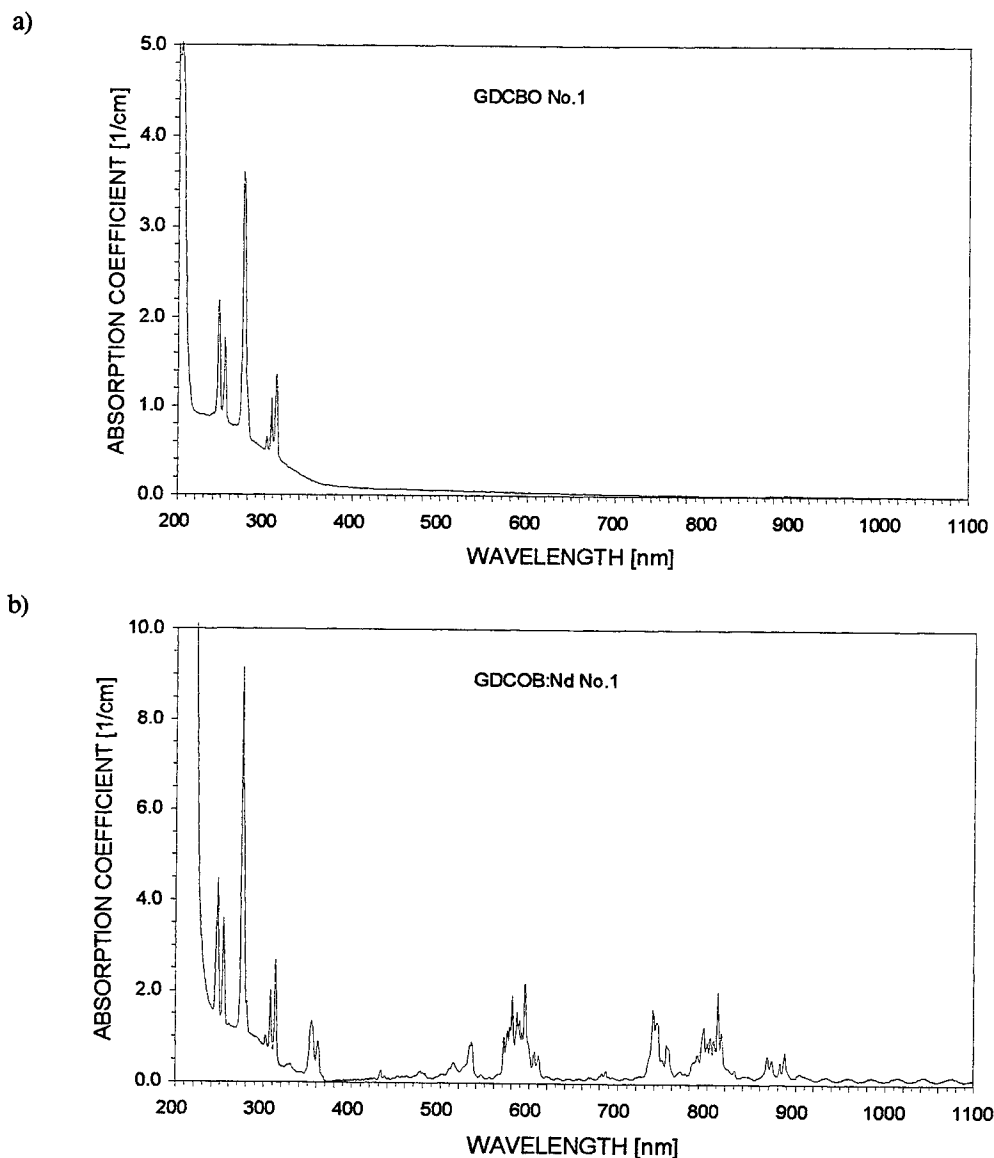 a)
5.0
4.0
3.0
2.0
1.0
0.0
ABSORPTION COEFFICIENT [1/cm]
GDCBO No.1
200 300 400 500 600 700 800 900 1000 1100
WAVELENGTH [nm]
b)
10.0
8.0
6.0
4.0
2.0
0.0
ABSORPTION COEFFICIENT [1/cm]
GDCOB:Nd No.1
200 300 400 500 600 700 800 900 1000 1100
WAVELENGTH [nm]